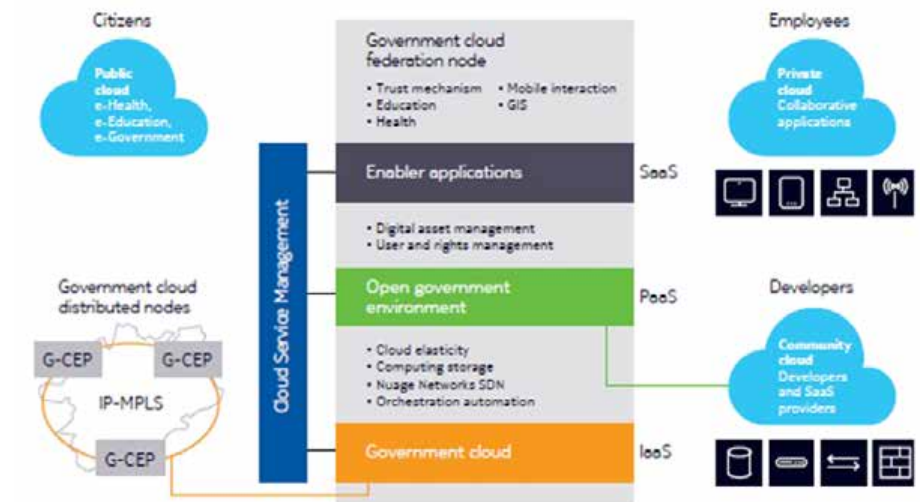 Citizens
Public
cloud
e-Health,
e-Education,
e-Government
Government cloud
distributed nodes
G-CEP
G-CEP
IP-MPLS
G-CEP
Cloud Service Management
Government cloud
federation node
• Trust mechanism
• Education
• Health
• Mobile interaction
• GIS
Enabler applications
SaaS
• Digital asset management
• User and rights management
Open government
environment
PaaS
• Cloud elasticity
• Computing storage
• Nuage Networks SDN
• Orchestration automation
Government cloud
IaaS
Employees
Private
cloud
Collaborative
applications
Developers
Community
cloud
Developers
and SaaS
providers